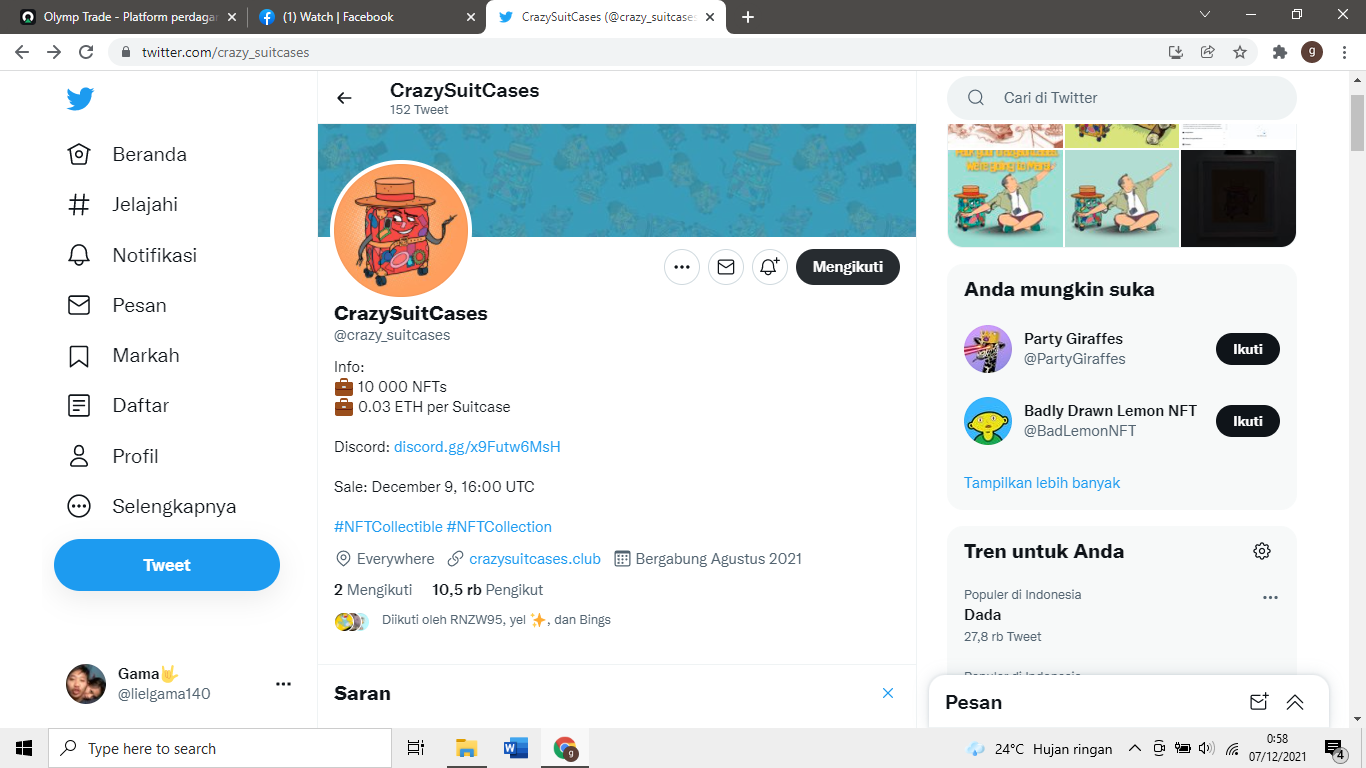 Olymp Trade - Platform perdagan
(1) Watch | Facebook
CrazySuitCases (@crazy_suitcases
twitter.com/crazy_suitcases
g
Beranda
Jelajahi
Notifikasi
Pesan
Markah
Daftar
Profil
Selengkapnya
Tweet
Gama🤟
@lielgama140
CrazySuitCases
152 Tweet
Mengikuti
CrazySuitCases
@crazy_suitcases
Info:
💼 10 000 NFTs
💼 0.03 ETH per Suitcase
Discord: discord.gg/x9Futw6MsH
Sale: December 9, 16:00 UTC
#NFTCollectible #NFTCollection
Everywhere crazysuitcases.club Bergabung Agustus 2021
2 Mengikuti 10,5 rb Pengikut
Diikuti oleh RNZW95, yel ✨, dan Bings
Saran
Cari di Twitter
Anda mungkin suka
Party Giraffes
@PartyGiraffes
Ikuti
Badly Drawn Lemon NFT
@BadLemonNFT
Ikuti
Tampilkan lebih banyak
Tren untuk Anda
Populer di Indonesia
Dada
27,8 rb Tweet
Pesan
Type here to search
24°C Hujan ringan
0:58
07/12/2021
4